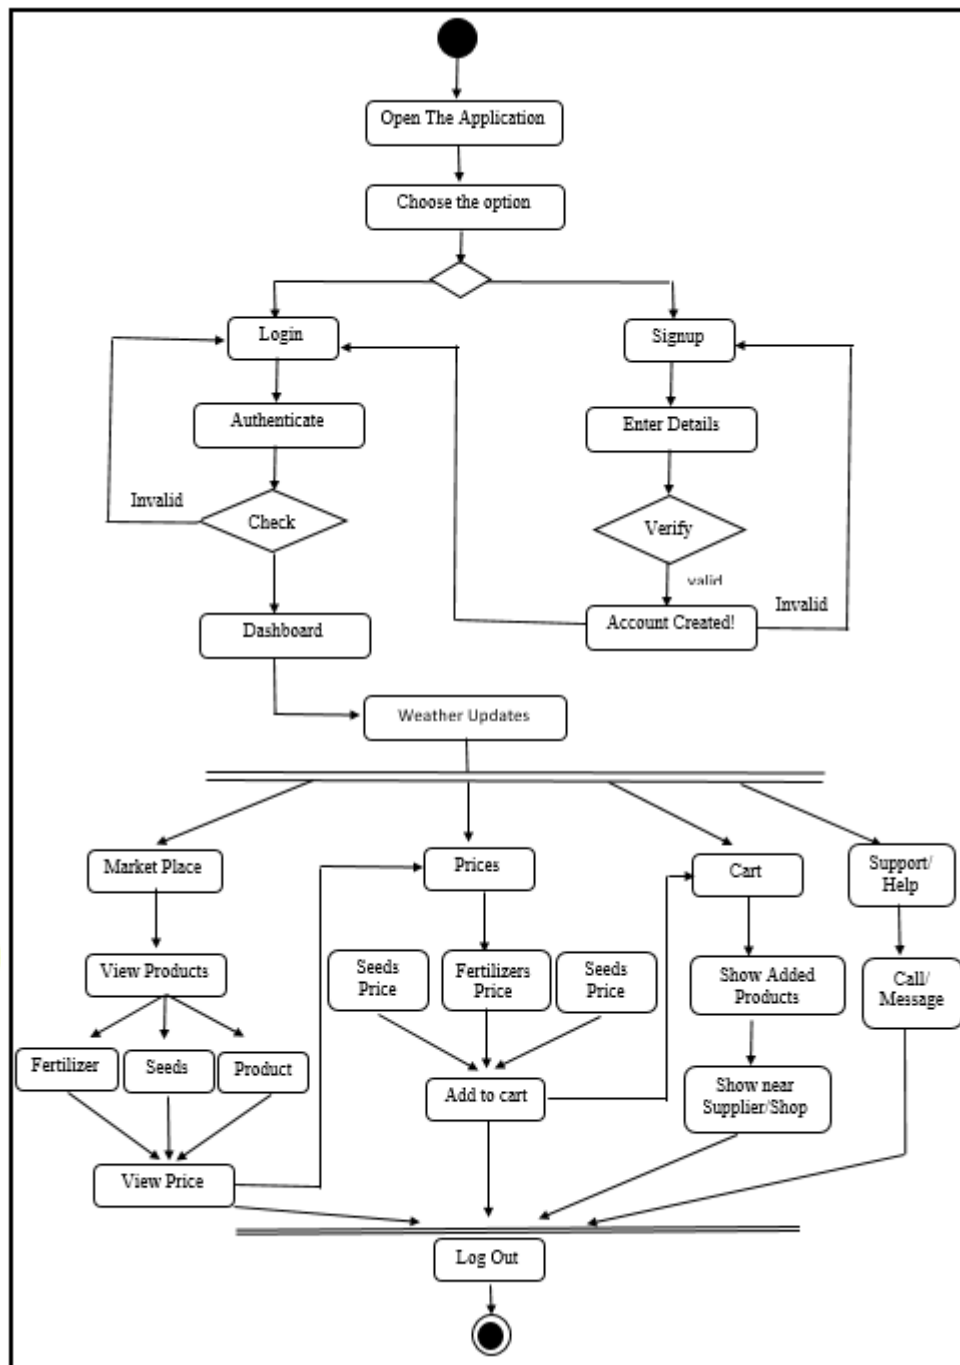 Open The Application
Choose the option
Login
Signup
Authenticate
Enter Details
Invalid
Check
Verify
valid
Invalid
Dashboard
Account Created!
Weather Updates
Market Place
Prices
Cart
Support/
Help
View Products
Seeds
Price
Fertilizers
Price
Seeds
Price
Show Added
Products
Call/
Message
Fertilizer
Seeds
Product
Add to cart
Show near
Supplier/Shop
View Price
Log Out